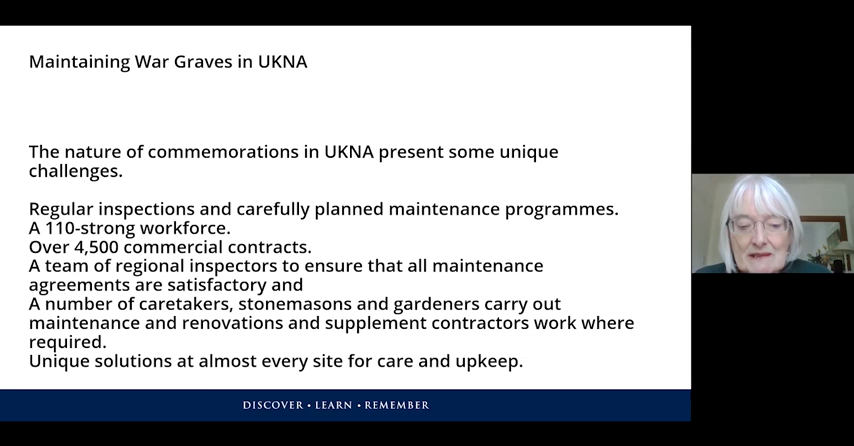 Maintaining War Graves in UKNA
The nature of commemorations in UKNA present some unique
challenges.
Regular inspections and carefully planned maintenance programmes.
A 110-strong workforce.
Over 4,500 commercial contracts.
A team of regional inspectors to ensure that all maintenance
agreements are satisfactory and
A number of caretakers, stonemasons and gardeners carry out
maintenance and renovations and supplement contractors work where
required.
Unique solutions at almost every site for care and upkeep.
DISCOVER • LEARN • REMEMBER